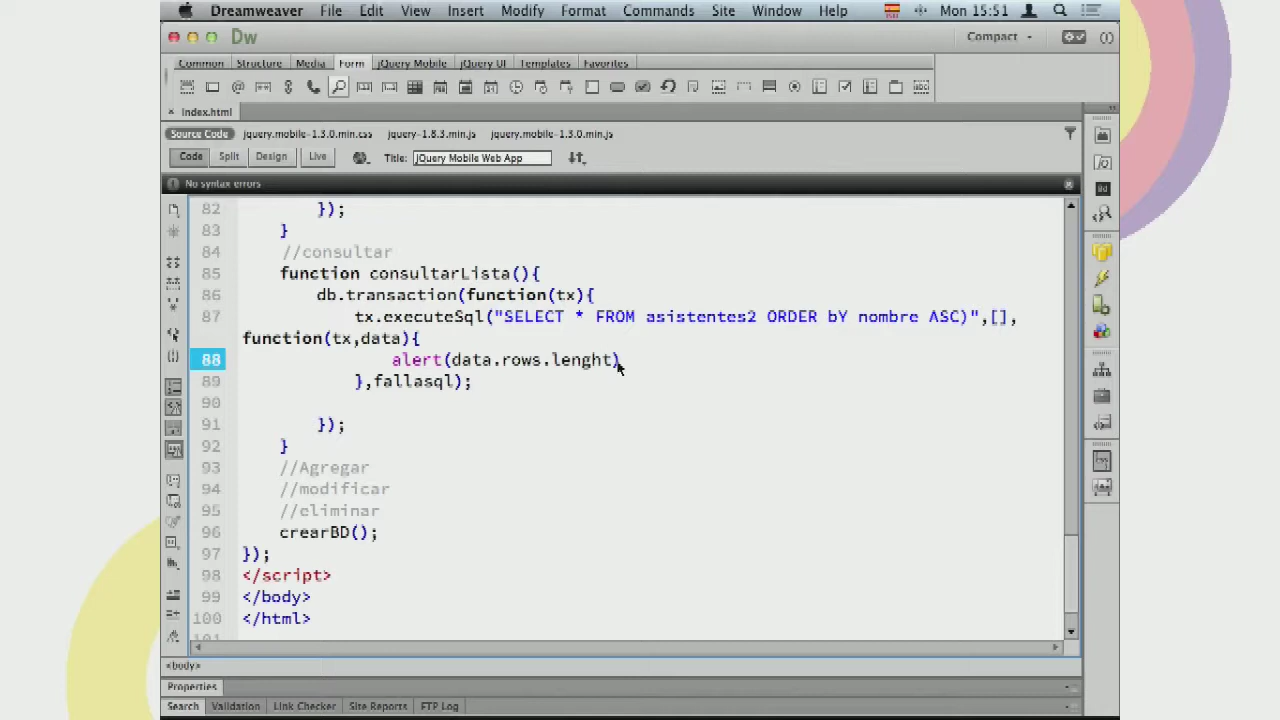 Dreamweaver File Edit View Insert Modify Format Commands Site Window Help Mon 15:51
Dw Compact
Common Structure Media Form jQuery Mobile jQuery UI Templates Favorites
x index.html
Source Code jquery.mobile-1.3.0.min.css jquery-1.8.3.min.js jquery.mobile-1.3.0.min.js
Code Split Design Live Title: jQuery Mobile Web App
No syntax errors
82 });
83 }
84 //consultar
85 function consultarLista(){
86 db.transaction(function(tx){
87 tx.executeSql("SELECT * FROM asistentes2 ORDER bY nombre ASC)",[],
function(tx,data){
88 alert(data.rows.lenght)
89 },fallasql);
90
91 });
92 }
93 //Agregar
94 //modificar
95 //eliminar
96 crearBD();
97 });
98 </script>
99 </body>
100 </html>
101
<body>
Properties
Search Validation Link Checker Site Reports FTP Log